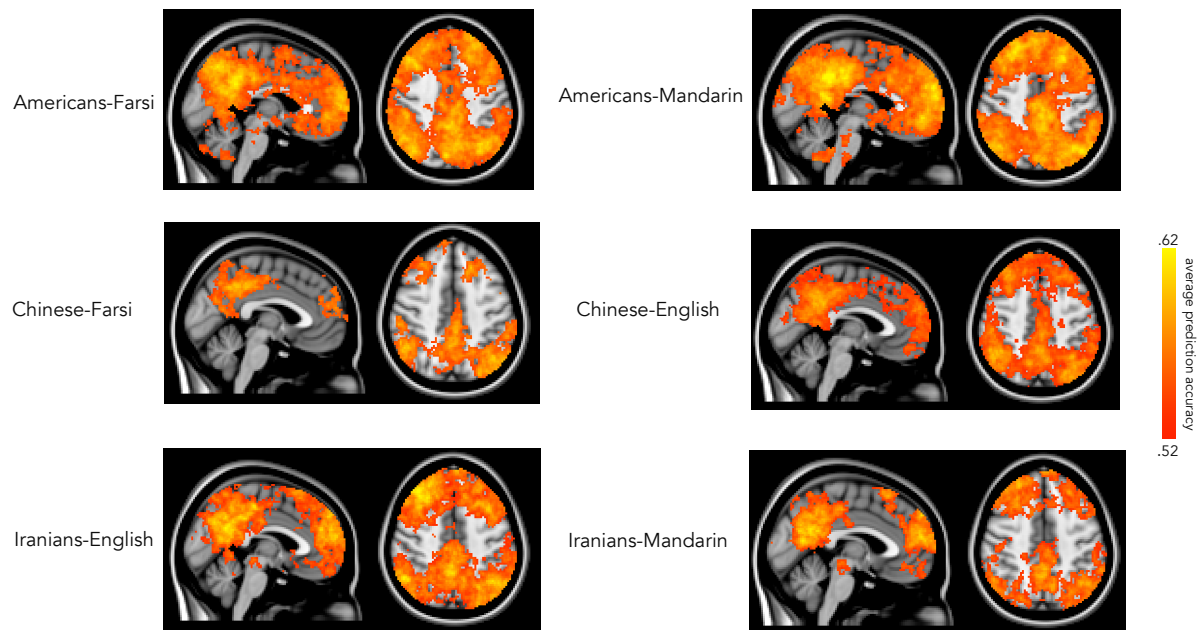 Americans-Farsi
Americans-Mandarin
Chinese-Farsi
Chinese-English
.62
average prediction accuracy
.52
Iranians-English
Iranians-Mandarin